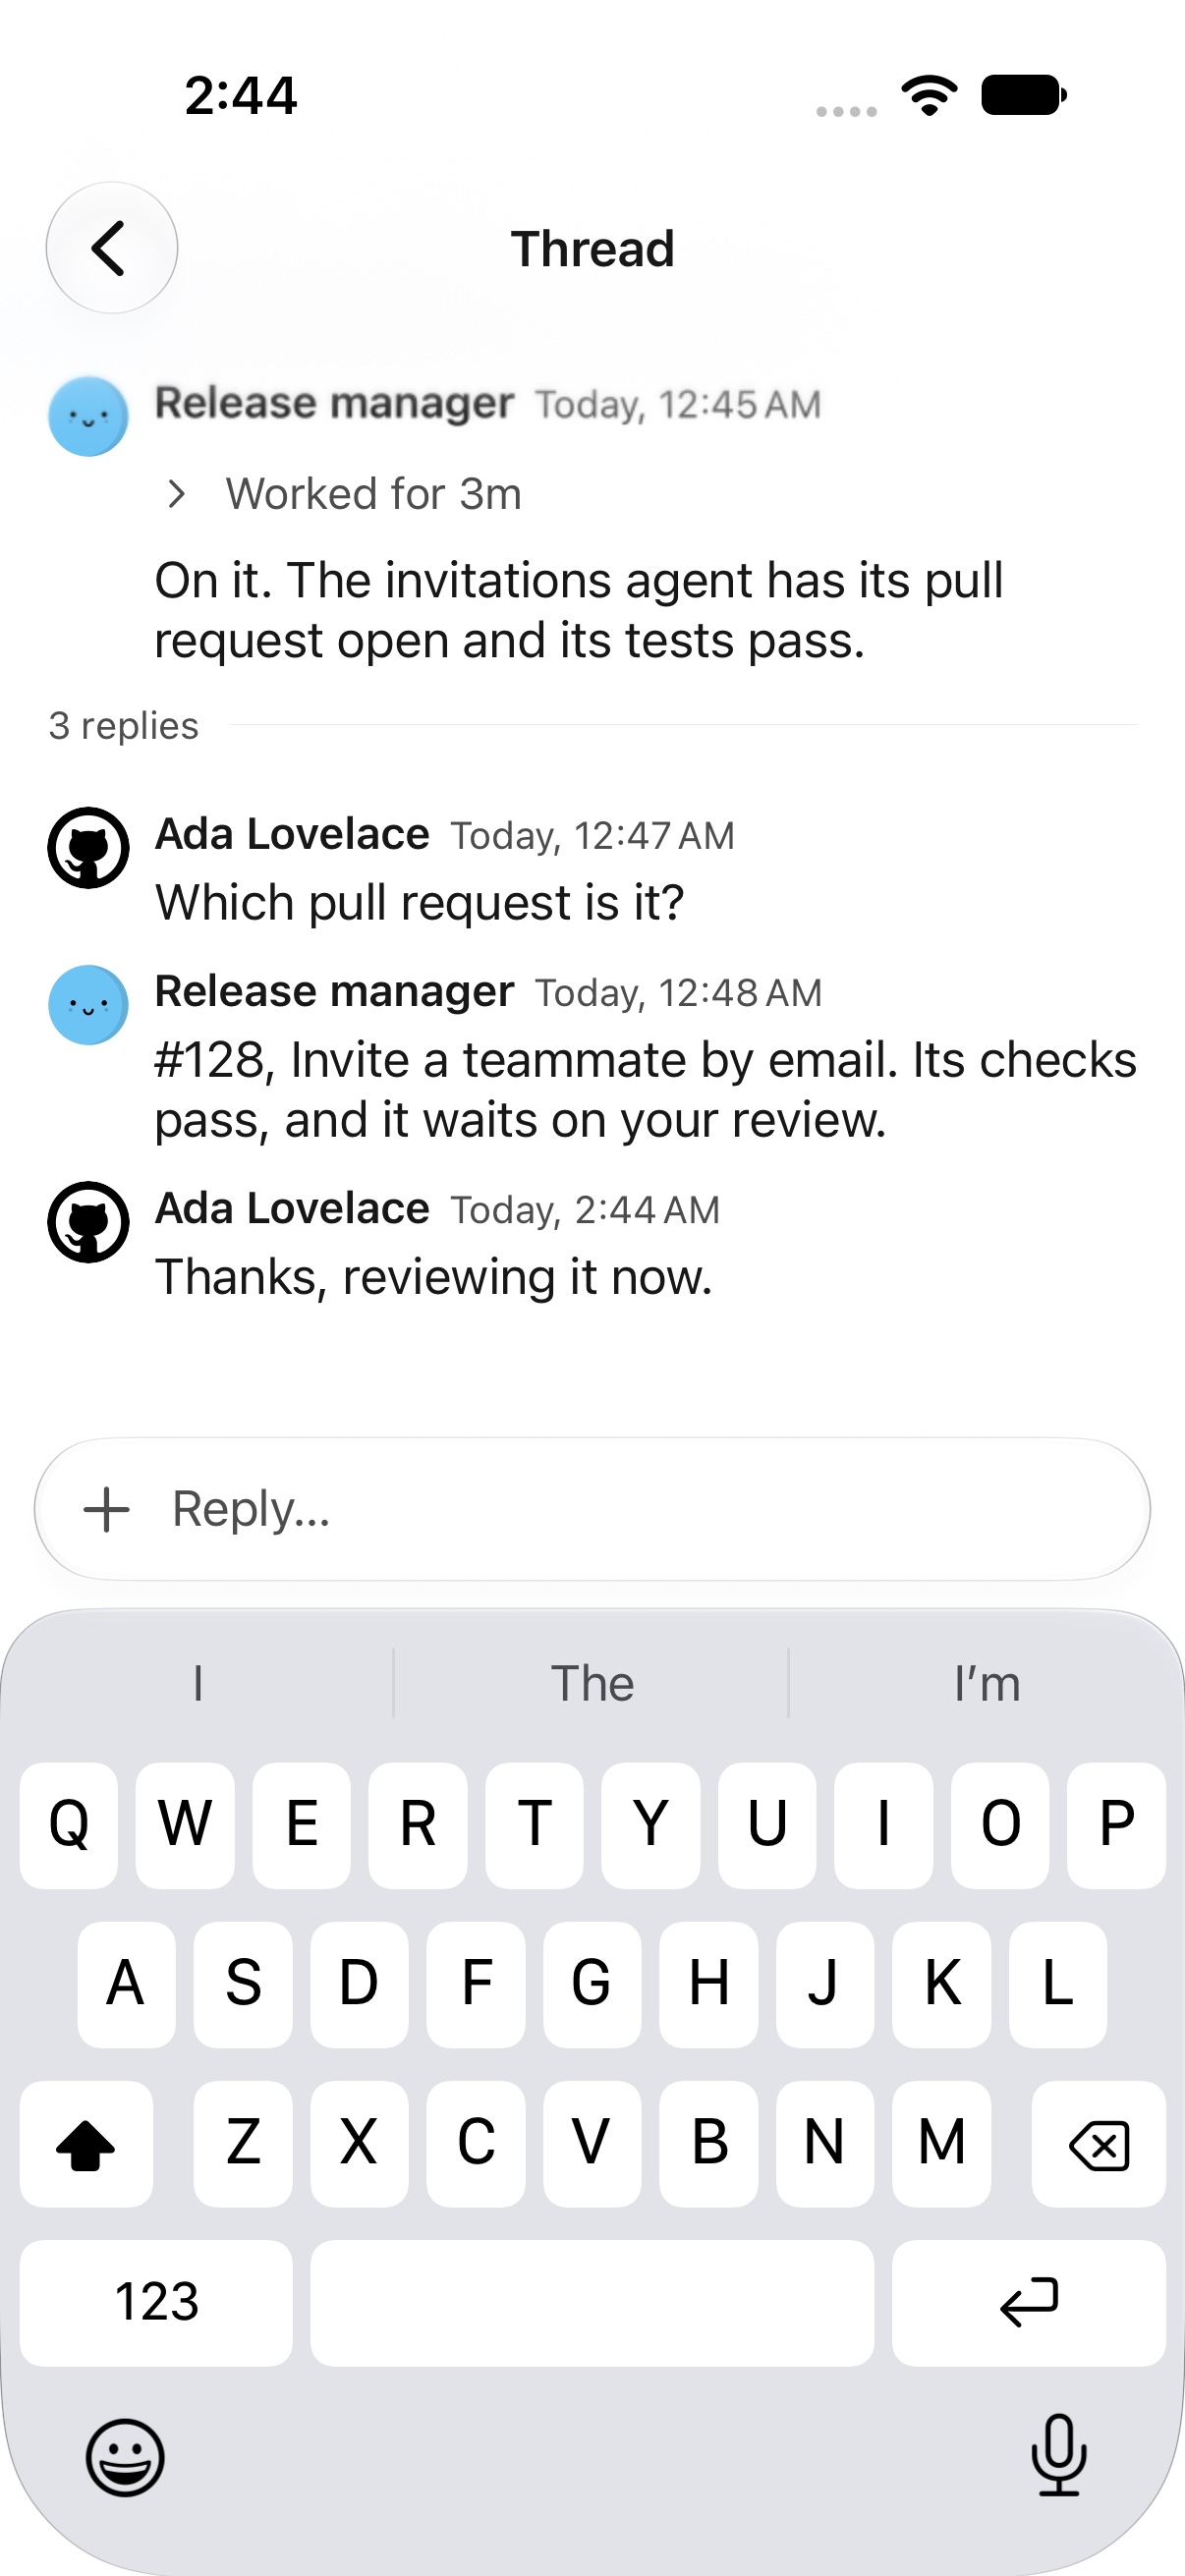 2:44
Thread
Release manager Today, 12:45 AM
Worked for 3m
On it. The invitations agent has its pull
request open and its tests pass.
3 replies
Ada Lovelace Today, 12:47 AM
Which pull request is it?
Release manager Today, 12:48 AM
#128, Invite a teammate by email. Its checks
pass, and it waits on your review.
Ada Lovelace Today, 2:44 AM
Thanks, reviewing it now.
Reply...
I The I’m
Q W E R T Y U I O P
A S D F G H J K L
Z X C V B N M
123